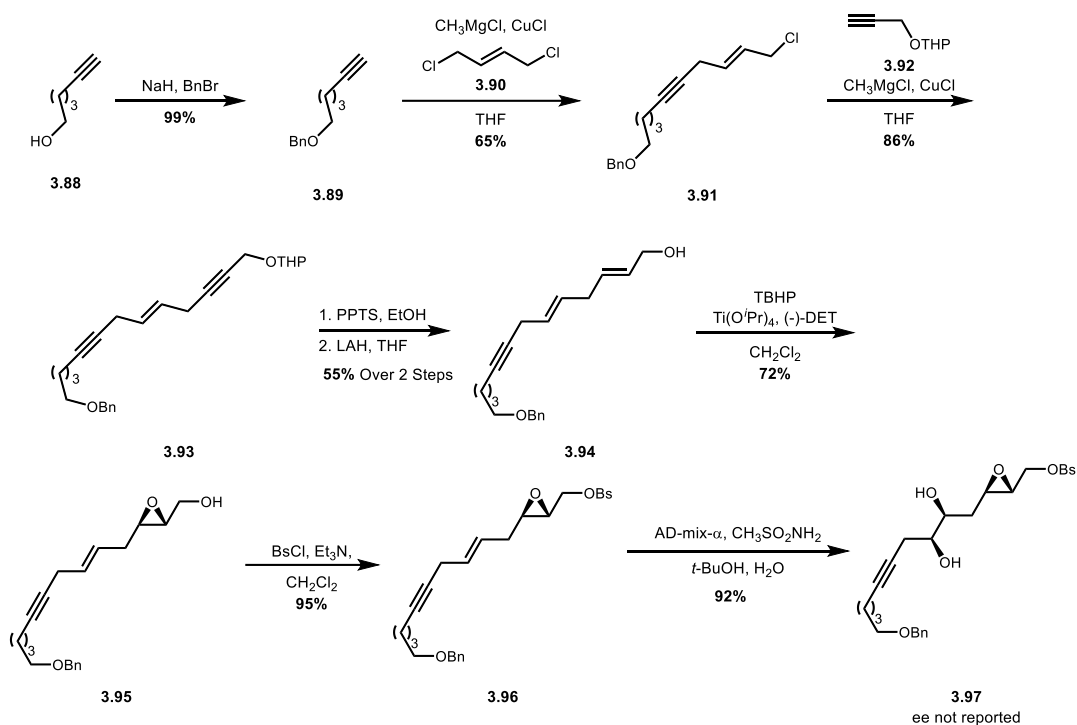 NaH, BnBr
99%
( )3
HO
3.88
( )3
BnO
3.89
CH3MgCl, CuCl
Cl
Cl
3.90
THF
65%
Cl
( )3
BnO
3.91
OTHP
3.92
CH3MgCl, CuCl
THF
86%
OTHP
( )3
OBn
3.93
1. PPTS, EtOH
2. LAH, THF
55% Over 2 Steps
OH
( )3
OBn
3.94
TBHP
Ti(OiPr)4, (-)-DET
CH2Cl2
72%
O
OH
( )3
OBn
3.95
BsCl, Et3N,
CH2Cl2
95%
O
OBs
( )3
OBn
3.96
AD-mix-α, CH3SO2NH2
t-BuOH, H2O
92%
O
OBs
HO
OH
( )3
OBn
3.97
ee not reported